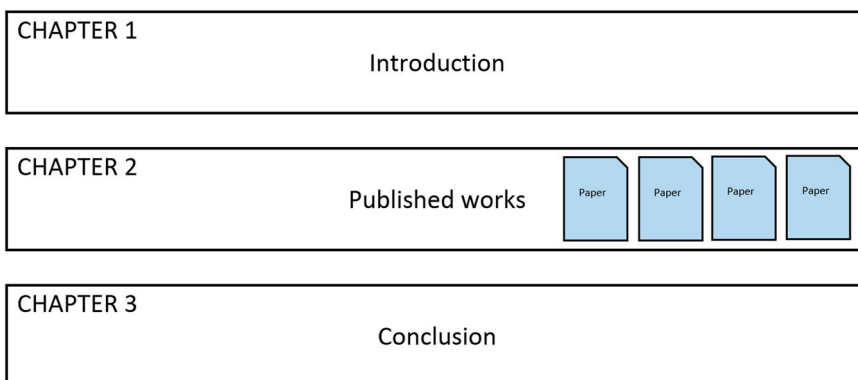 CHAPTER 1
Introduction
CHAPTER 2
Published works
Paper Paper Paper Paper
CHAPTER 3
Conclusion